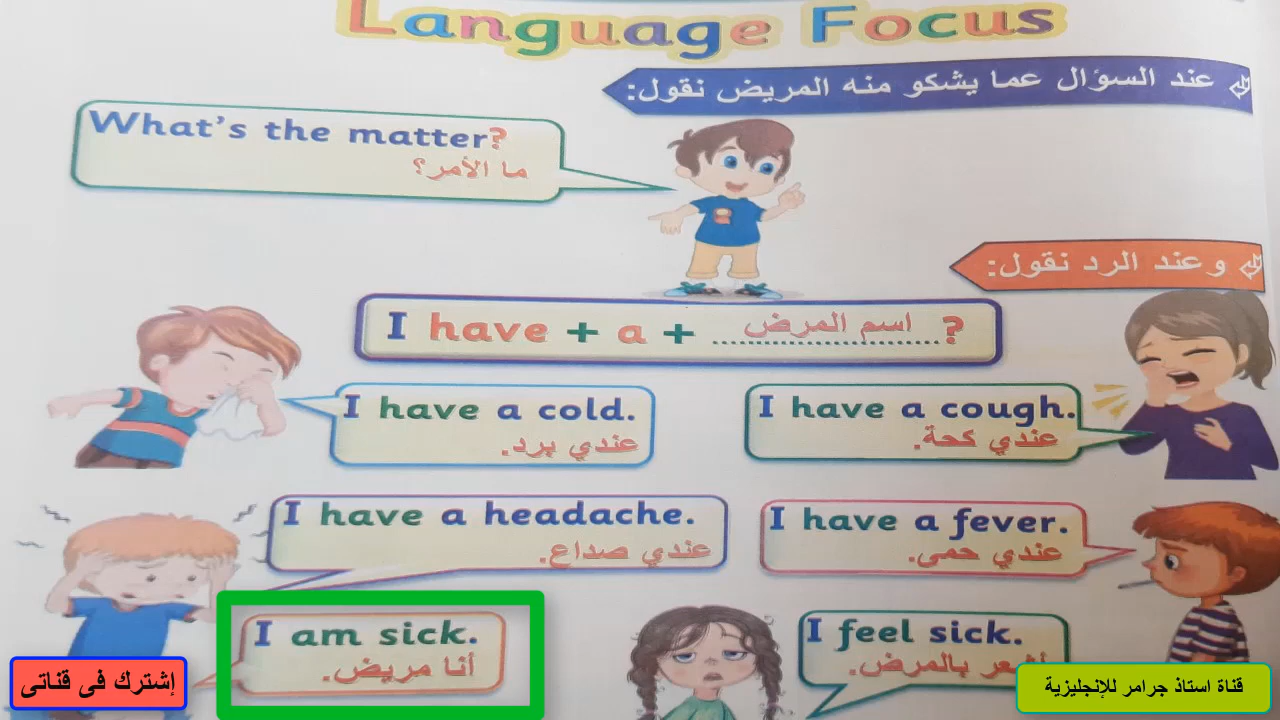 Language Focus
عند السؤال عما يشكو منه المريض نقول:
What's the matter?
ما الأمر؟
وعند الرد نقول:
I have + a + اسم المرض ?
I have a cold.
عندي برد.
I have a cough.
عندي كحة.
I have a headache.
عندي صداع.
I have a fever.
عندي حمى.
I am sick.
أنا مريض.
I feel sick.
أشعر بالمرض.
إشترك فى قناتى
قناة استاذ جرامر للإنجليزية